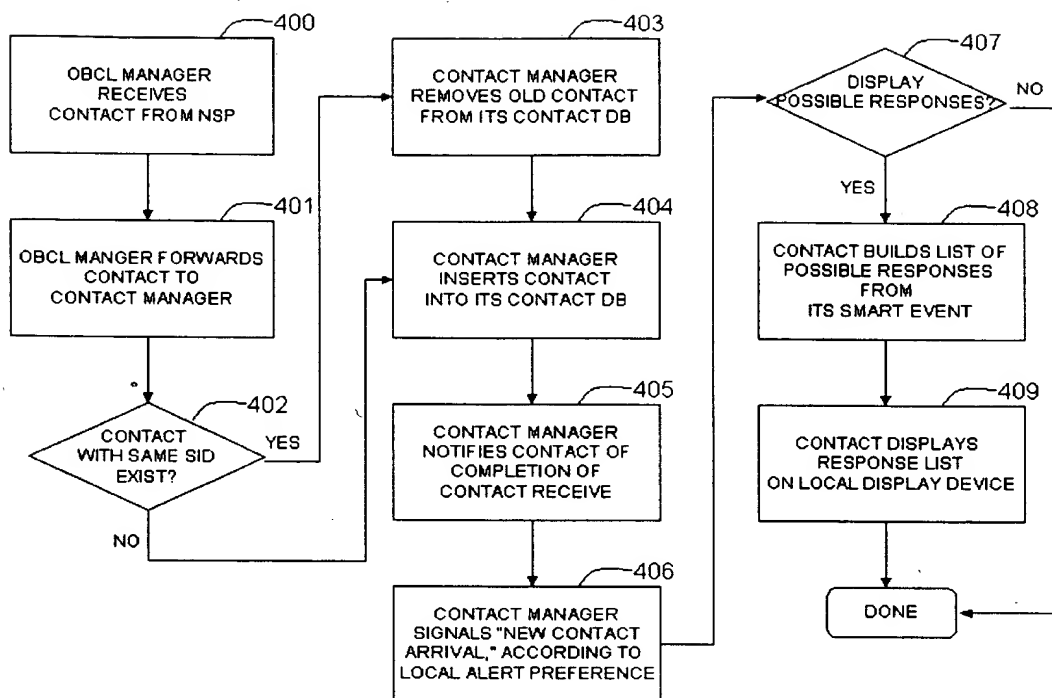 400
OBCL MANAGER
RECEIVES
CONTACT FROM NSP
401
OBCL MANGER FORWARDS
CONTACT TO
CONTACT MANAGER
402
CONTACT
WITH SAME SID
EXIST?
YES
NO
403
CONTACT MANAGER
REMOVES OLD CONTACT
FROM ITS CONTACT DB
404
CONTACT MANAGER
INSERTS CONTACT
INTO ITS CONTACT DB
405
CONTACT MANAGER
NOTIFIES CONTACT OF
COMPLETION OF
CONTACT RECEIVE
406
CONTACT MANAGER
SIGNALS "NEW CONTACT
ARRIVAL," ACCORDING TO
LOCAL ALERT PREFERENCE
407
DISPLAY
POSSIBLE RESPONSES?
NO
YES
408
CONTACT BUILDS LIST OF
POSSIBLE RESPONSES
FROM
ITS SMART EVENT
409
CONTACT DISPLAYS
RESPONSE LIST
ON LOCAL DISPLAY DEVICE
DONE